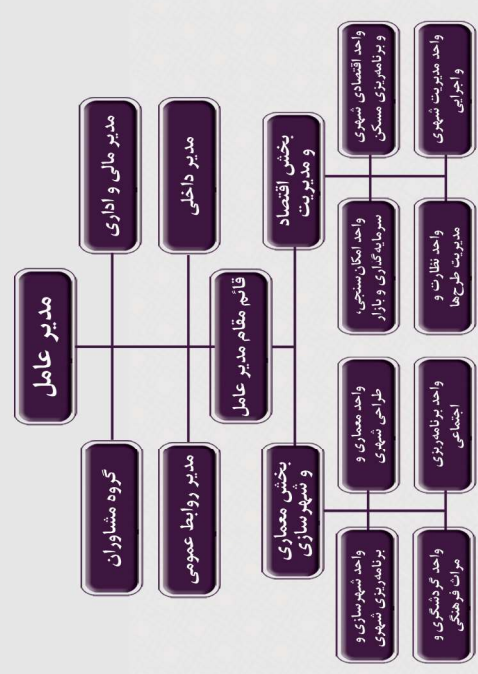 مدیر عامل
مدیر مالی و اداری
گروه مشاوران
مدیر داخلی
مدیر روابط عمومی
قائم مقام مدیر عامل
بخش اقتصاد
و مدیریت
بخش معماری
و شهرسازی
واحد اقتصادی شهری
و برنامه‌ریزی مسکن
واحد امکان‌سنجی،
سرمایه‌گذاری و بازار
واحد معماری و
طراحی شهری
واحد شهرسازی و
برنامه‌ریزی شهری
واحد مدیریت شهری
واجرایی
واحد نظارت و
مدیریت طرح‌ها
واحد برنامه‌ریزی
اجتماعی
واحد گردشگری و
مراث فرهنگی